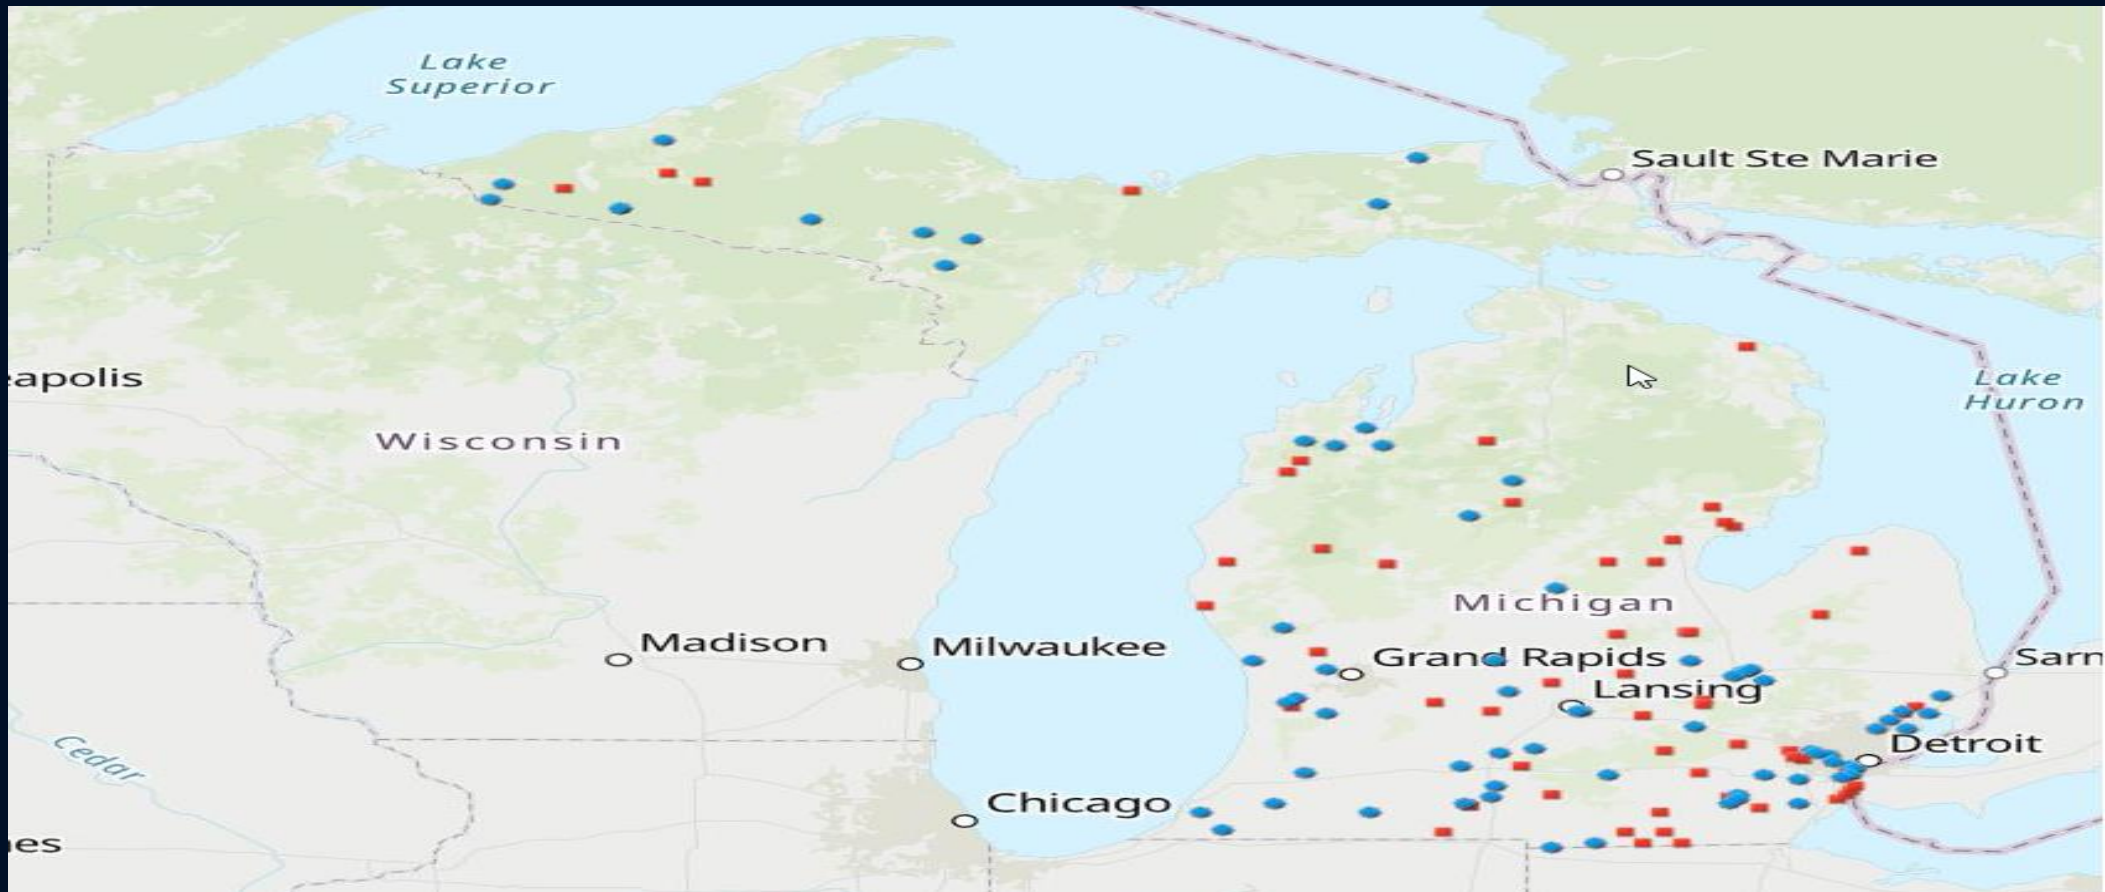 Lake
Superior
Sault Ste Marie
eapolis
Lake
Huron
Wisconsin
Michigan
Madison
Milwaukee
Grand Rapids
Sarn
Lansing
Cedar
Detroit
Chicago
es